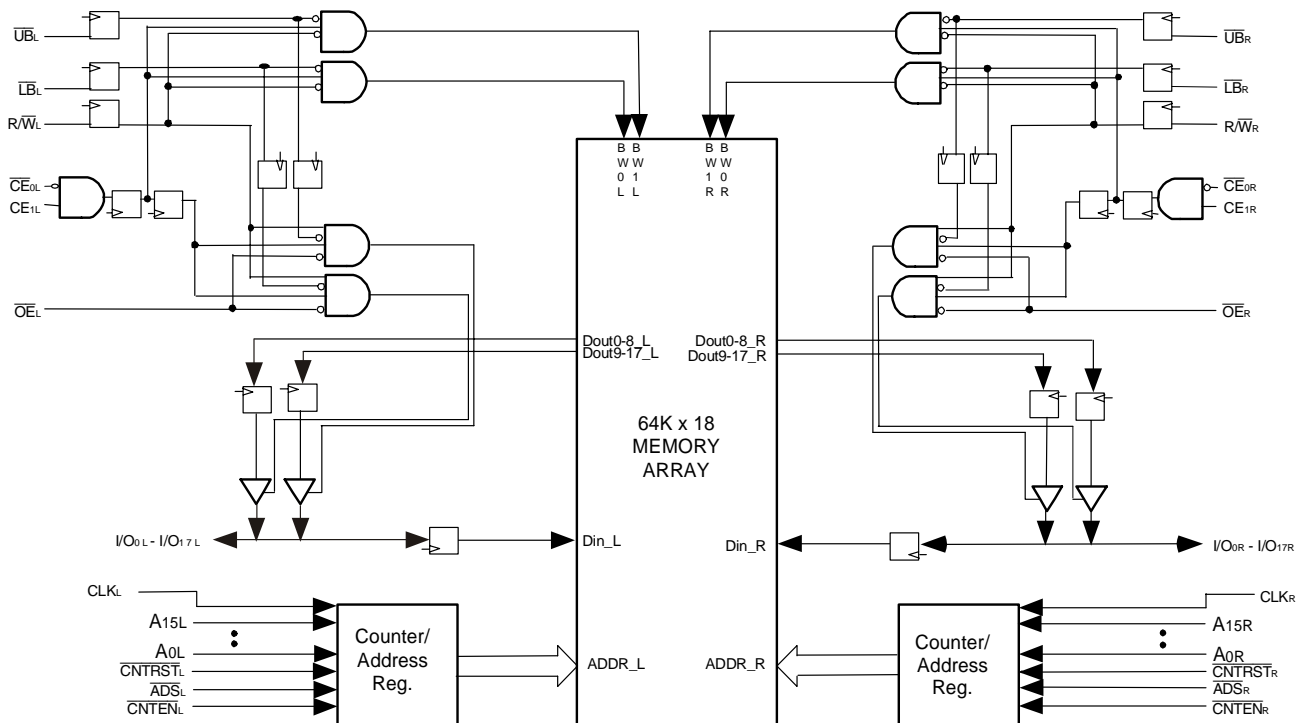 UBL
UBR
LBL
LBR
R/WL
R/WR
B W 0 L
B W 1 L
B W 1 R
B W 0 R
CE0L
CE0R
CE1L
CE1R
OEL
OER
Dout0-8_L
Dout9-17_L
Dout0-8_R
Dout9-17_R
64K x 18
MEMORY
ARRAY
I/O0L - I/O17L
Din_L
Din_R
I/O0R - I/O17R
CLKL
CLKR
A15L
A15R
A0L
A0R
CNTRSTL
CNTRSTR
ADSL
ADSR
CNTENL
CNTENR
Counter/
Address
Reg.
ADDR_L
ADDR_R
Counter/
Address
Reg.